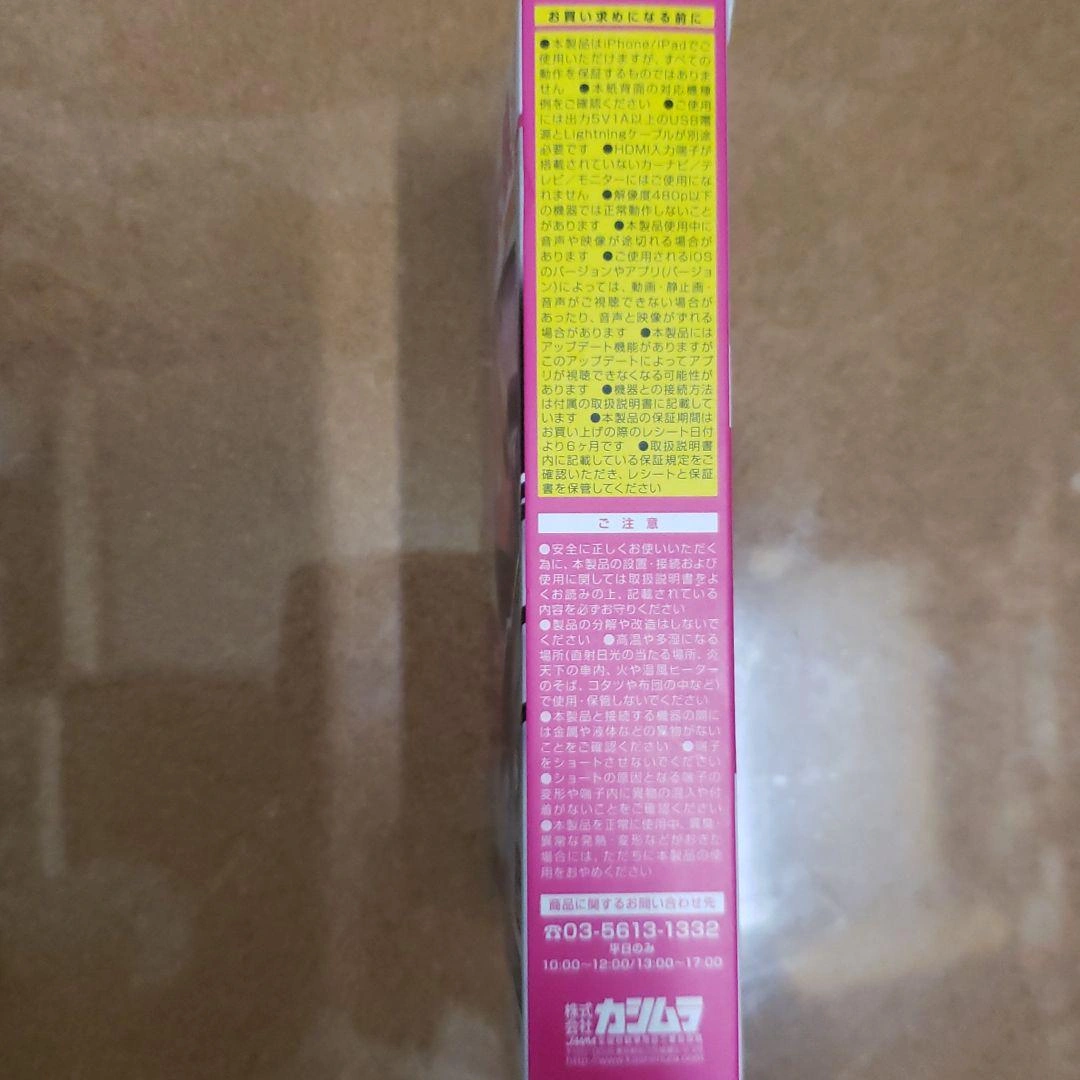 お買い求めになる前に
●本製品はiPhone/iPadでご
使用いただけますが、すべての
動作を保証するものではありま
せん ●本紙背面の対応機種
例をご確認ください ●ご使用
には出力5V1A以上のUSB電
源とLightningケーブルが別途
必要です ●HDMI入力端子が
搭載されていないカーナビ/テ
レビ/モニターにはご使用にな
れません ●解像度480p以下
の機器では正常動作しないこと
があります ●本製品使用中に
音声や映像が途切れる場合が
あります ●ご使用されるiOS
のバージョンやアプリ(バージョ
ン)によっては、動画・静止画・
音声がご視聴できない場合が
あったり、音声と映像がずれる
場合があります ●本製品には
アップデート機能がありますが
このアップデートによってアプ
リが視聴できなくなる可能性が
あります ●機器との接続方法
は付属の取扱説明書に記載して
います ●本製品の保証期間は
お買い上げの際のレシート日付
より6ヶ月です ●取扱説明書
内に記載している保証規定をご
確認いただき、レシートと保証
書を保管してください
ご注意
●安全に正しくお使いいただく
為に、本製品の設置・接続および
使用に関しては取扱説明書をよ
くお読みの上、記載されている
内容を必ずお守りください
●製品の分解や改造はしないで
ください ●高温や多湿になる
場所(直射日光の当たる場所、炎
天下の車内、火や温風ヒーター
のそば、コタツや布団の中など)
で使用・保管しないでください
●本製品と接続する機器の間に
は金属や液体などの異物がない
ことをご確認ください ●端子
をショートさせないでください
●ショートの原因となる端子の
変形や端子内に異物の混入や付
着がないことをご確認ください
●本製品を正常に使用中、異臭・
異常な発熱・変形などがおきた
場合には、ただちに本製品の使
用をおやめください
商品に関するお問い合わせ先
☎03-5613-1332
平日のみ
10:00~12:00/13:00~17:00
株式会社 カシムラ